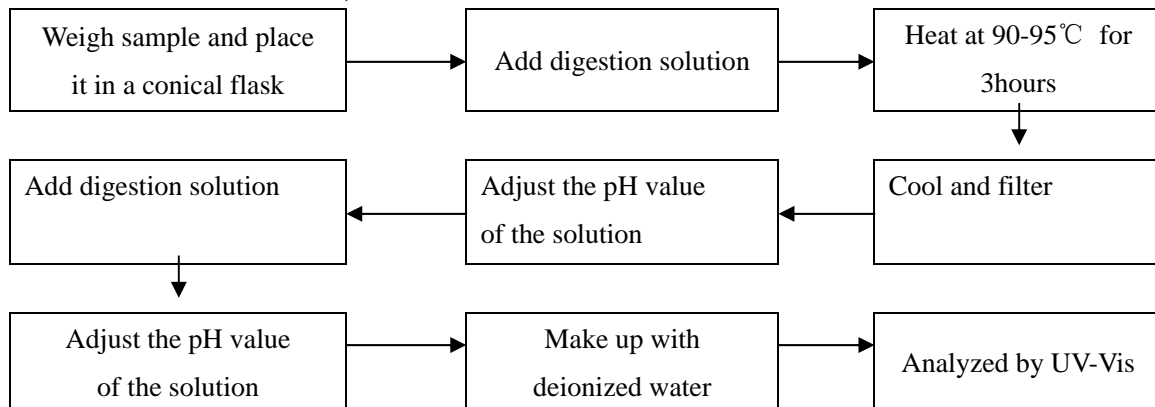 Weigh sample and place
it in a conical flask
Add digestion solution
Heat at 90-95℃ for
3hours
Cool and filter
Adjust the pH value
of the solution
Add digestion solution
Adjust the pH value
of the solution
Make up with
deionized water
Analyzed by UV-Vis